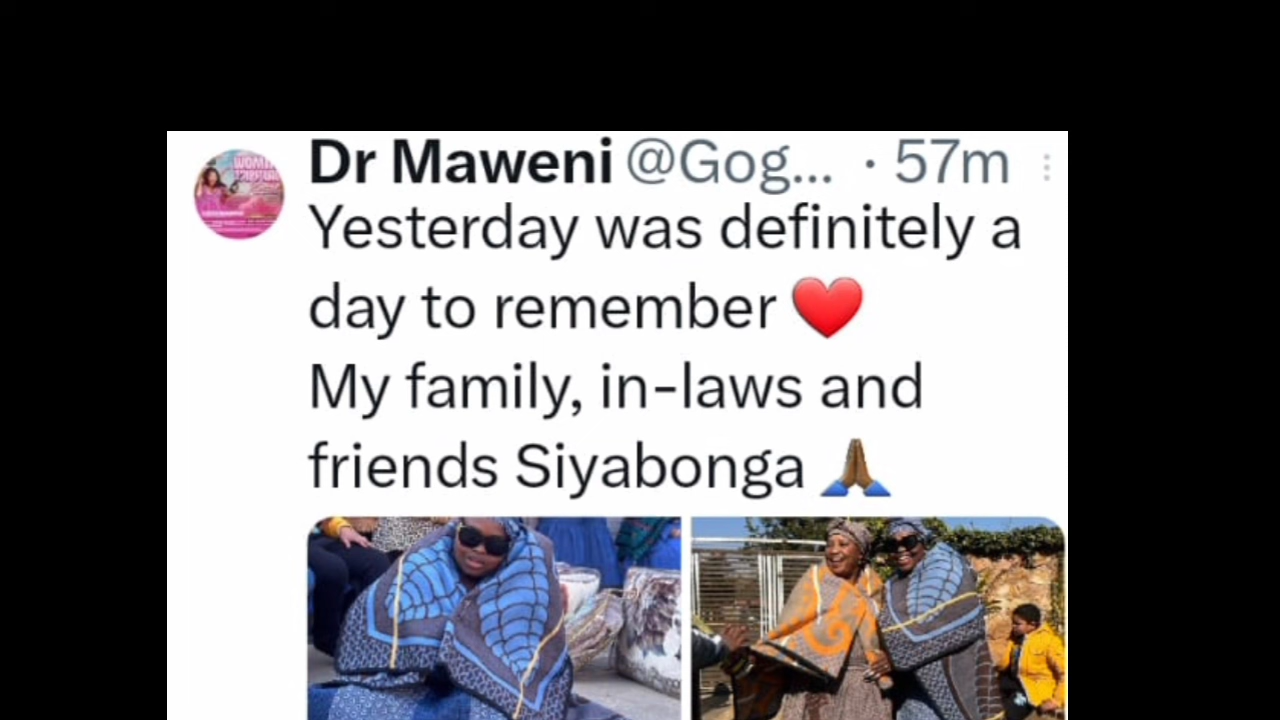 Dr Maweni @Gog... · 57m
Yesterday was definitely a
day to remember ❤️
My family, in-laws and
friends Siyabonga 🙏🏾